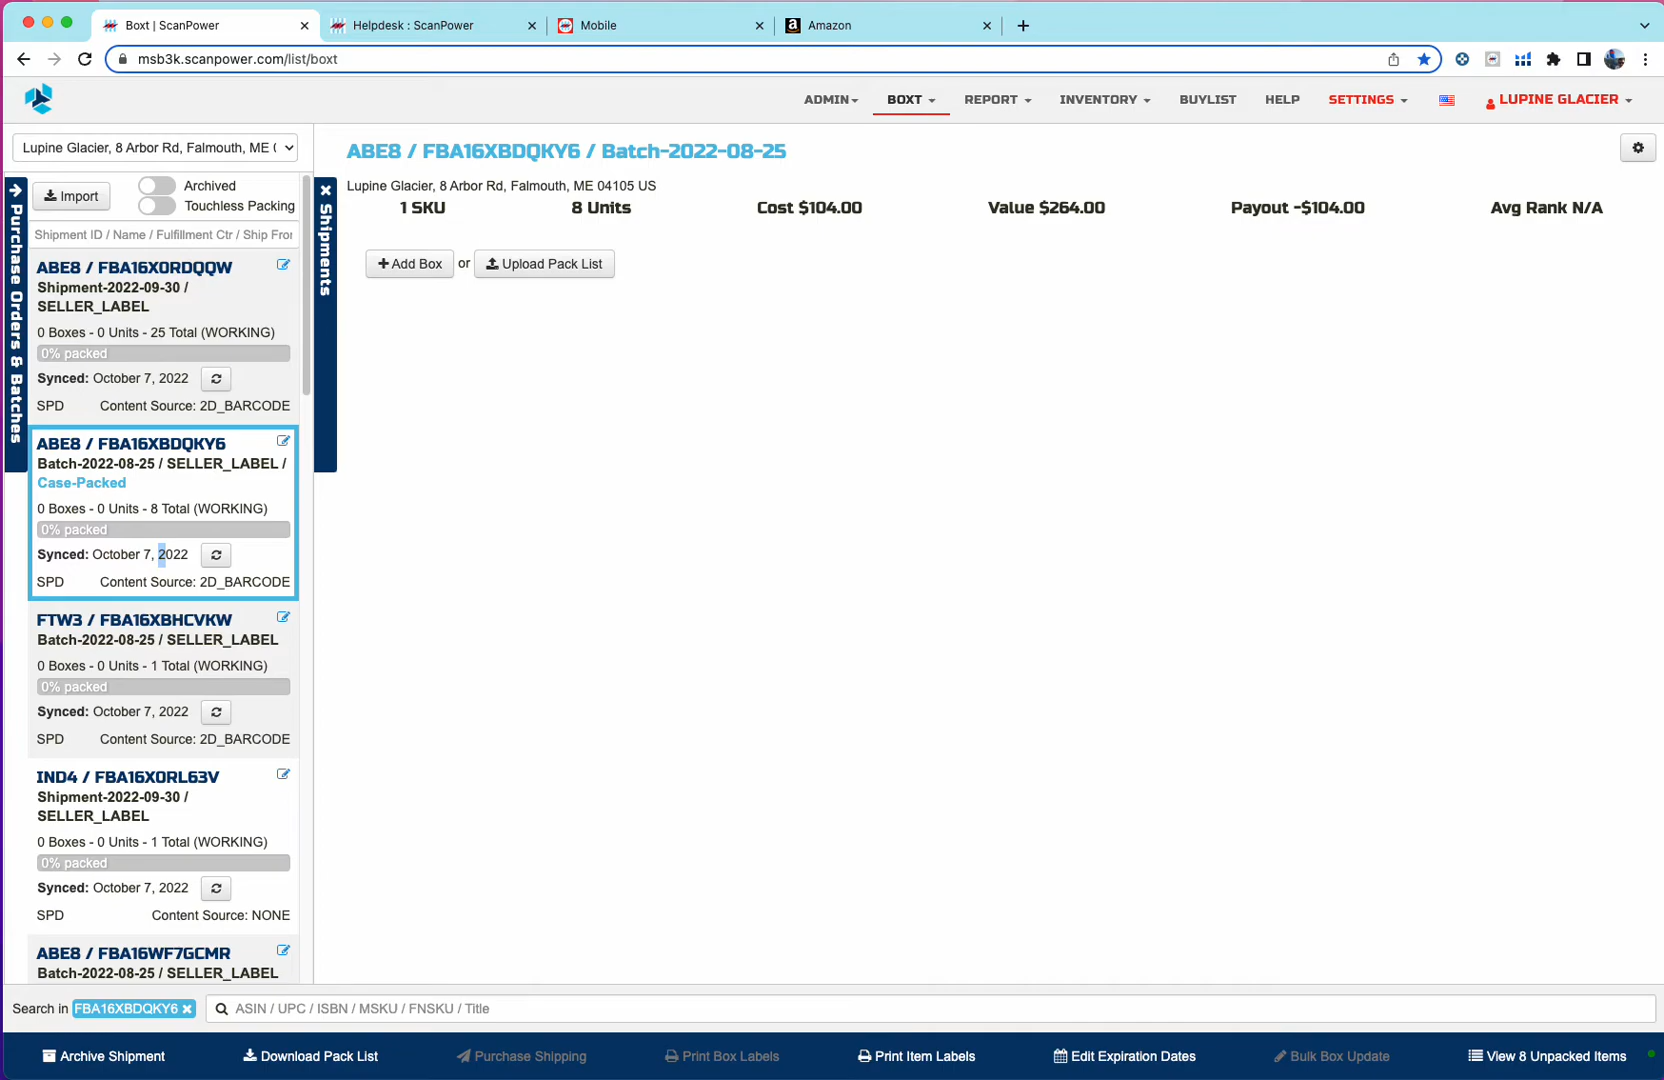 Boxt | ScanPower
Helpdesk : ScanPower
Mobile
Amazon
msb3k.scanpower.com/list/boxt
ADMIN
BOXT
REPORT
INVENTORY
BUYLIST
HELP
SETTINGS
LUPINE GLACIER
Lupine Glacier, 8 Arbor Rd, Falmouth, ME (
Purchase Orders & Batches
Import
Archived
Touchless Packing
Shipment ID / Name / Fulfillment Ctr / Ship Fror
ABE8 / FBA16X0RDQQW
Shipment-2022-09-30 /
SELLER_LABEL
0 Boxes - 0 Units - 25 Total (WORKING)
0% packed
Synced: October 7, 2022
SPD Content Source: 2D_BARCODE
ABE8 / FBA16XBDQKY6
Batch-2022-08-25 / SELLER_LABEL /
Case-Packed
0 Boxes - 0 Units - 8 Total (WORKING)
0% packed
Synced: October 7, 2022
SPD Content Source: 2D_BARCODE
FTW3 / FBA16XBHCVKW
Batch-2022-08-25 / SELLER_LABEL
0 Boxes - 0 Units - 1 Total (WORKING)
0% packed
Synced: October 7, 2022
SPD Content Source: 2D_BARCODE
IND4 / FBA16X0RL63V
Shipment-2022-09-30 /
SELLER_LABEL
0 Boxes - 0 Units - 1 Total (WORKING)
0% packed
Synced: October 7, 2022
SPD Content Source: NONE
ABE8 / FBA16WF7GCMR
Batch-2022-08-25 / SELLER_LABEL
Shipments
ABE8 / FBA16XBDQKY6 / Batch-2022-08-25
Lupine Glacier, 8 Arbor Rd, Falmouth, ME 04105 US
1 SKU 8 Units Cost $104.00 Value $264.00 Payout -$104.00 Avg Rank N/A
Add Box or Upload Pack List
Search in FBA16XBDQKY6 ASIN / UPC / ISBN / MSKU / FNSKU / Title
Archive Shipment
Download Pack List
Purchase Shipping
Print Box Labels
Print Item Labels
Edit Expiration Dates
Bulk Box Update
View 8 Unpacked Items